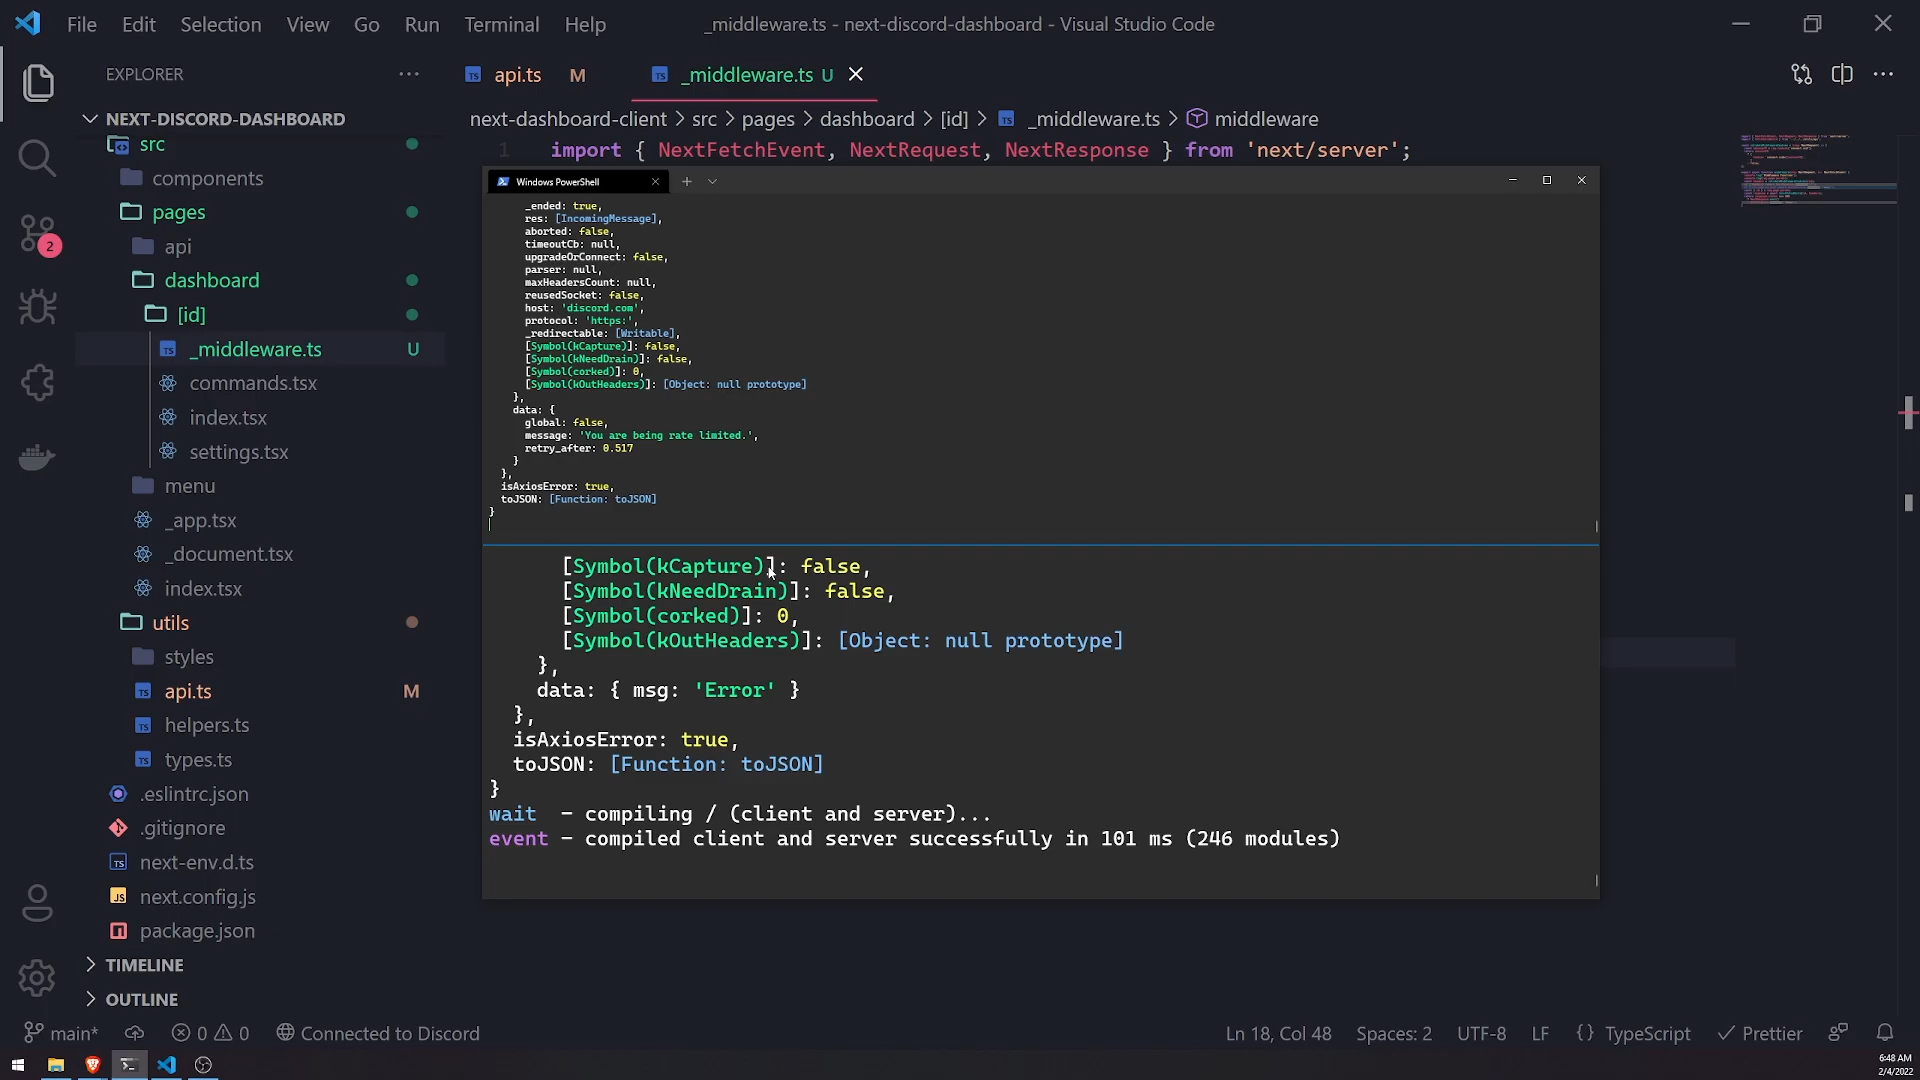 File Edit Selection View Go Run Terminal Help
_middleware.ts - next-discord-dashboard - Visual Studio Code
EXPLORER
NEXT-DISCORD-DASHBOARD
src
components
pages
api
dashboard
[id]
_middleware.ts U
commands.tsx
index.tsx
settings.tsx
menu
_app.tsx
_document.tsx
index.tsx
utils
styles
api.ts M
helpers.ts
types.ts
.eslintrc.json
.gitignore
next-env.d.ts
next.config.js
package.json
TIMELINE
OUTLINE
2
api.ts M
_middleware.ts U
next-dashboard-client > src > pages > dashboard > [id] > _middleware.ts > middleware
1 import { NextFetchEvent, NextRequest, NextResponse } from 'next/server';
Windows PowerShell
_ended: true,
res: [IncomingMessage],
aborted: false,
timeoutCb: null,
upgradeOrConnect: false,
parser: null,
maxHeadersCount: null,
reusedSocket: false,
host: 'discord.com',
protocol: 'https:',
_redirectable: [Writable],
[Symbol(kCapture)]: false,
[Symbol(kNeedDrain)]: false,
[Symbol(corked)]: 0,
[Symbol(kOutHeaders)]: [Object: null prototype]
},
data: {
global: false,
message: 'You are being rate limited.',
retry_after: 0.517
}
},
isAxiosError: true,
toJSON: [Function: toJSON]
}
[Symbol(kCapture)]: false,
[Symbol(kNeedDrain)]: false,
[Symbol(corked)]: 0,
[Symbol(kOutHeaders)]: [Object: null prototype]
},
data: { msg: 'Error' }
},
isAxiosError: true,
toJSON: [Function: toJSON]
}
wait - compiling / (client and server)...
event - compiled client and server successfully in 101 ms (246 modules)
main* 0 0 Connected to Discord
Ln 18, Col 48 Spaces: 2 UTF-8 LF {} TypeScript Prettier
6:48 AM
2/4/2022